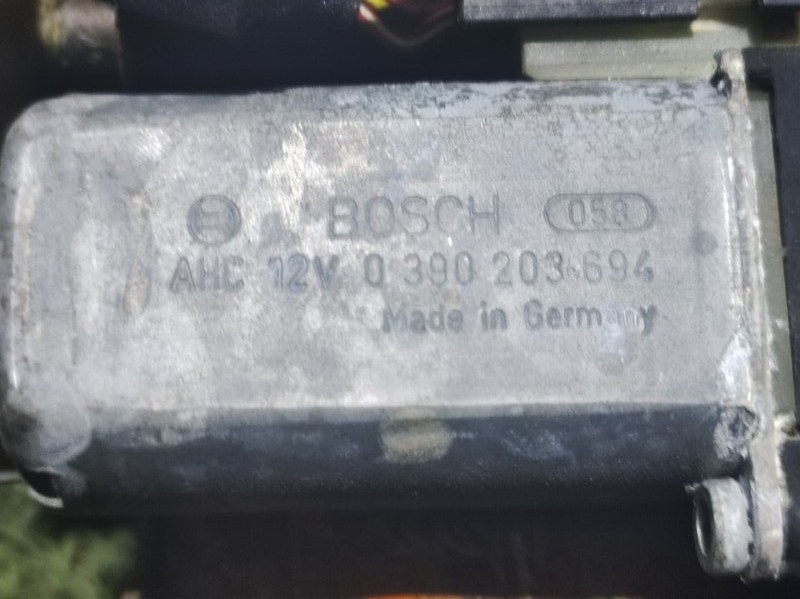 BOSCH 058
AHC 12V 0 390 203 694
Made in Germany